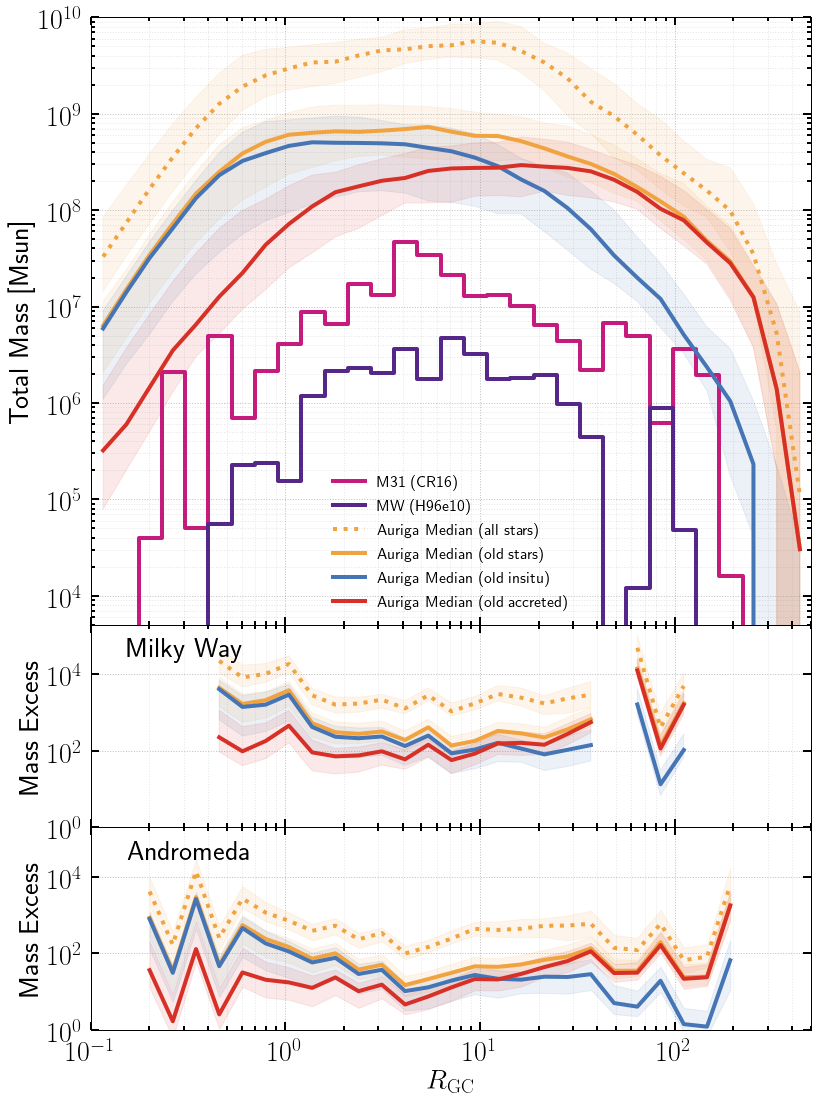 10^10
10^9
10^8
10^7
10^6
10^5
10^4
Total Mass [Msun]
M31 (CR16)
MW (H96e10)
Auriga Median (all stars)
Auriga Median (old stars)
Auriga Median (old insitu)
Auriga Median (old accreted)
Milky Way
10^4
10^2
10^0
Mass Excess
Andromeda
10^4
10^2
10^0
Mass Excess
10^-1 10^0 10^1 10^2
R_GC